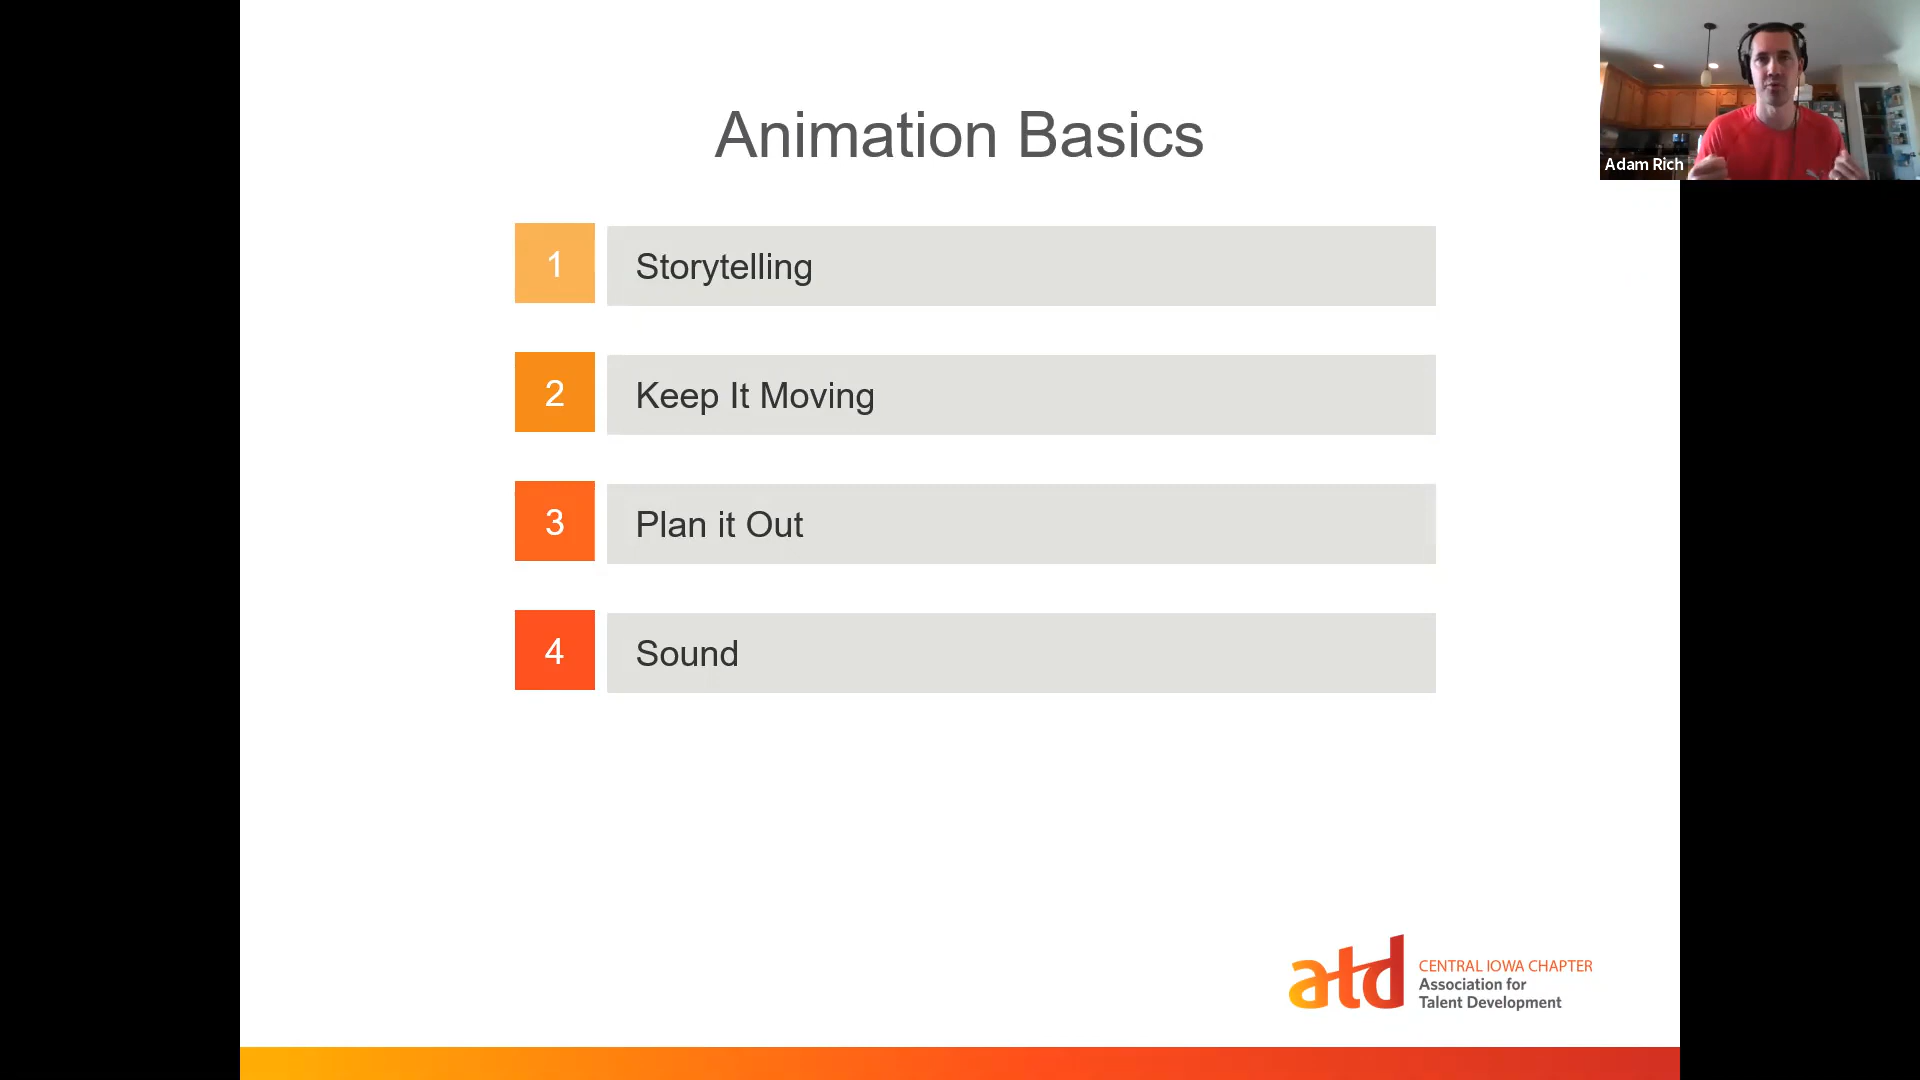 Animation Basics
1 Storytelling
2 Keep It Moving
3 Plan it Out
4 Sound
Adam Rich
atd CENTRAL IOWA CHAPTER
Association for
Talent Development